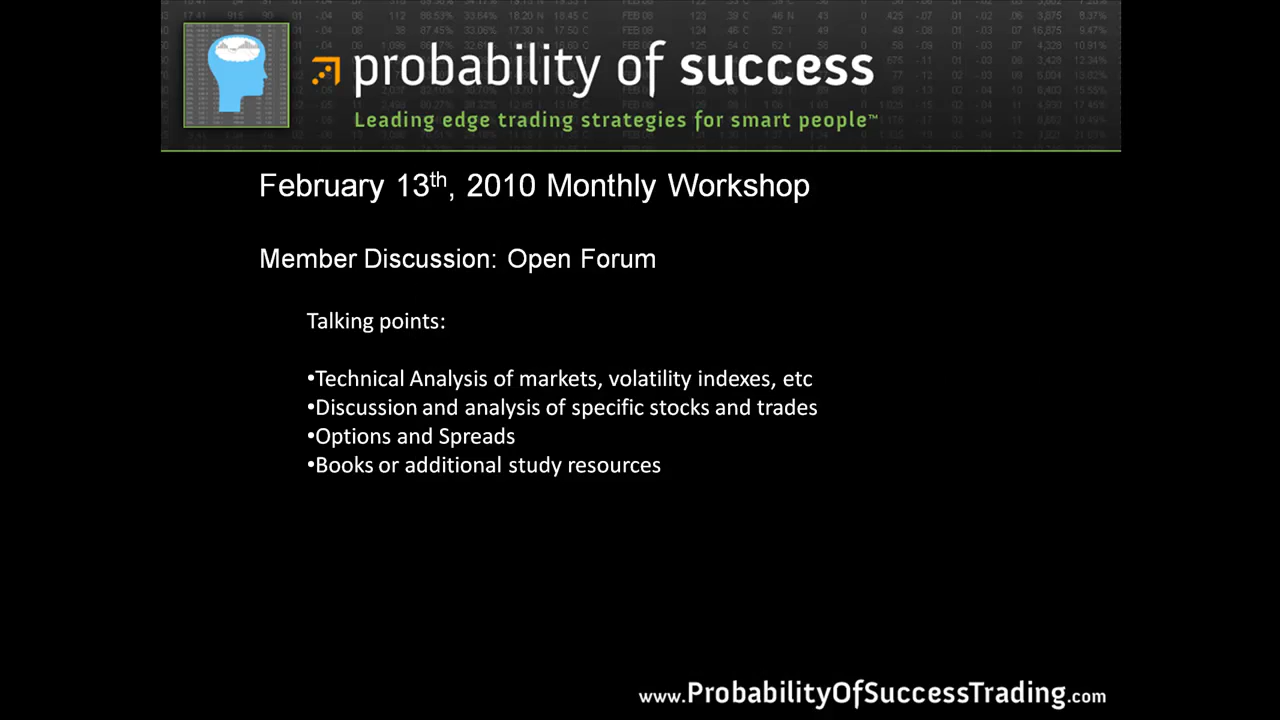 probability of success
Leading edge trading strategies for smart people™
February 13th, 2010 Monthly Workshop
Member Discussion: Open Forum
Talking points:
•Technical Analysis of markets, volatility indexes, etc
•Discussion and analysis of specific stocks and trades
•Options and Spreads
•Books or additional study resources
www.ProbabilityOfSuccessTrading.com